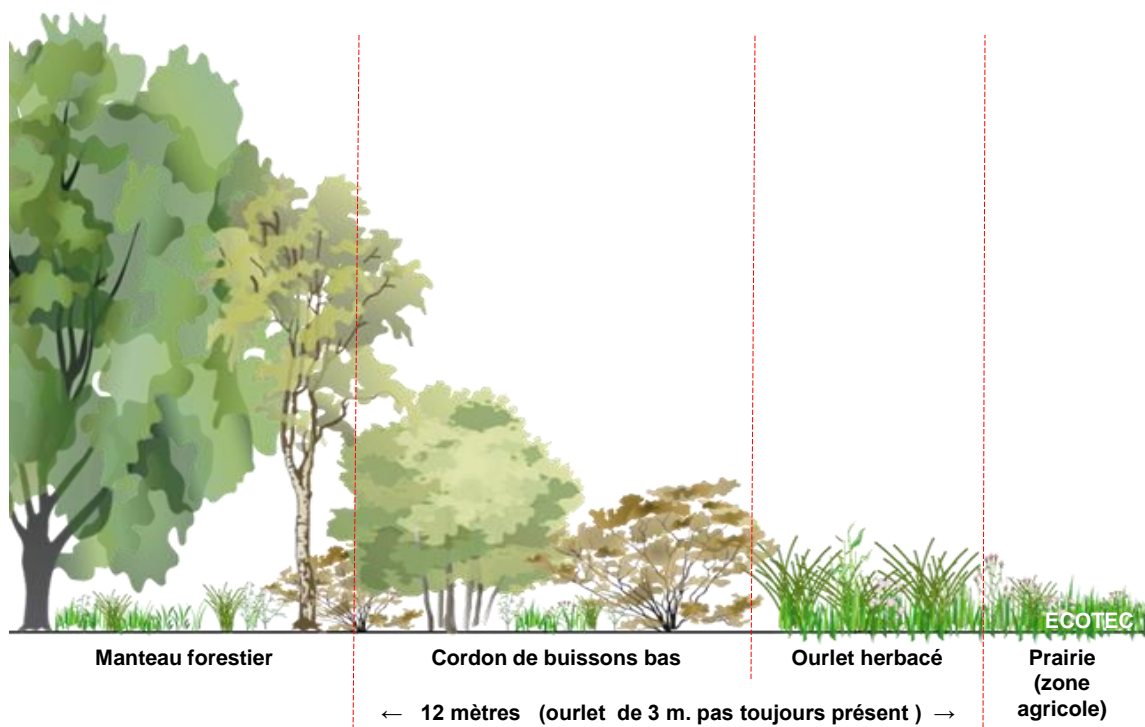 ECOTEC
Manteau forestier
Cordon de buissons bas
Ourlet herbacé
Prairie
(zone
agricole)
← 12 mètres (ourlet de 3 m. pas toujours présent ) →